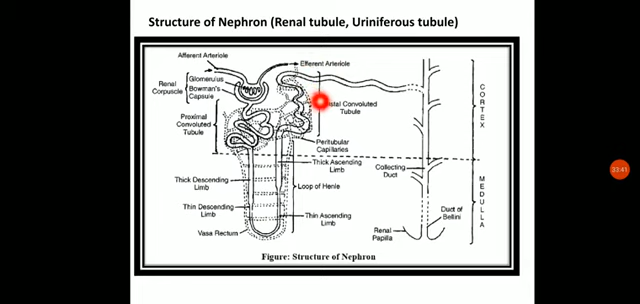 Structure of Nephron (Renal tubule, Uriniferous tubule)
Afferent Arteriole
Efferent Arteriole
Renal
Corpuscle
Glomerulus
Bowman's
Capsule
Proximal
Convoluted
Tubule
stal Convoluted
Tubule
Peritubular
Capillaries
Thick Ascending
Limb
Thick Descending
Limb
Loop of Henle
Thin Descending
Limb
Thin Ascending
Limb
Vasa Rectum
Collecting
Duct
Renal
Papilla
Duct of
Bellini
CORTEX
MEDULLA
Figure: Structure of Nephron
33:41